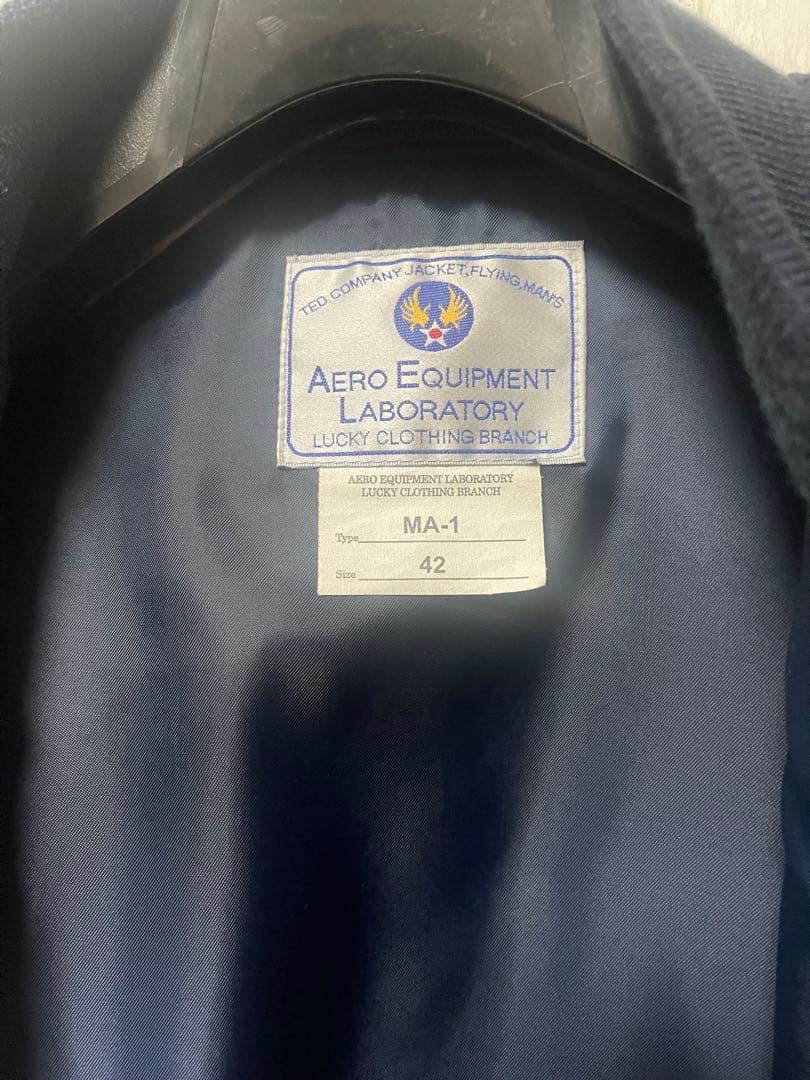 TED COMPANY JACKET, FLYING, MAN'S
AERO EQUIPMENT
LABORATORY
LUCKY CLOTHING BRANCH
AERO EQUIPMENT LABORATORY
LUCKY CLOTHING BRANCH
Type MA-1
Size 42